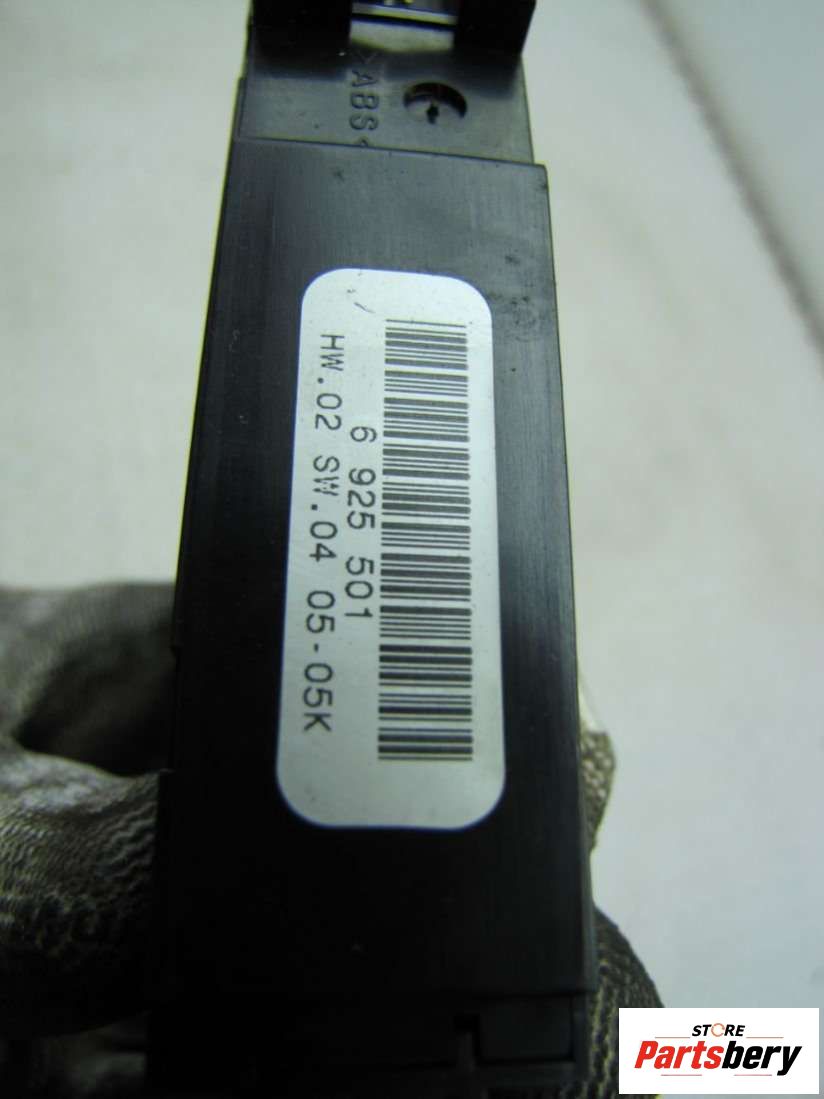 >ABS<
6 925 501
HW.02 SW.04 05-05K
STORE
Partsbery